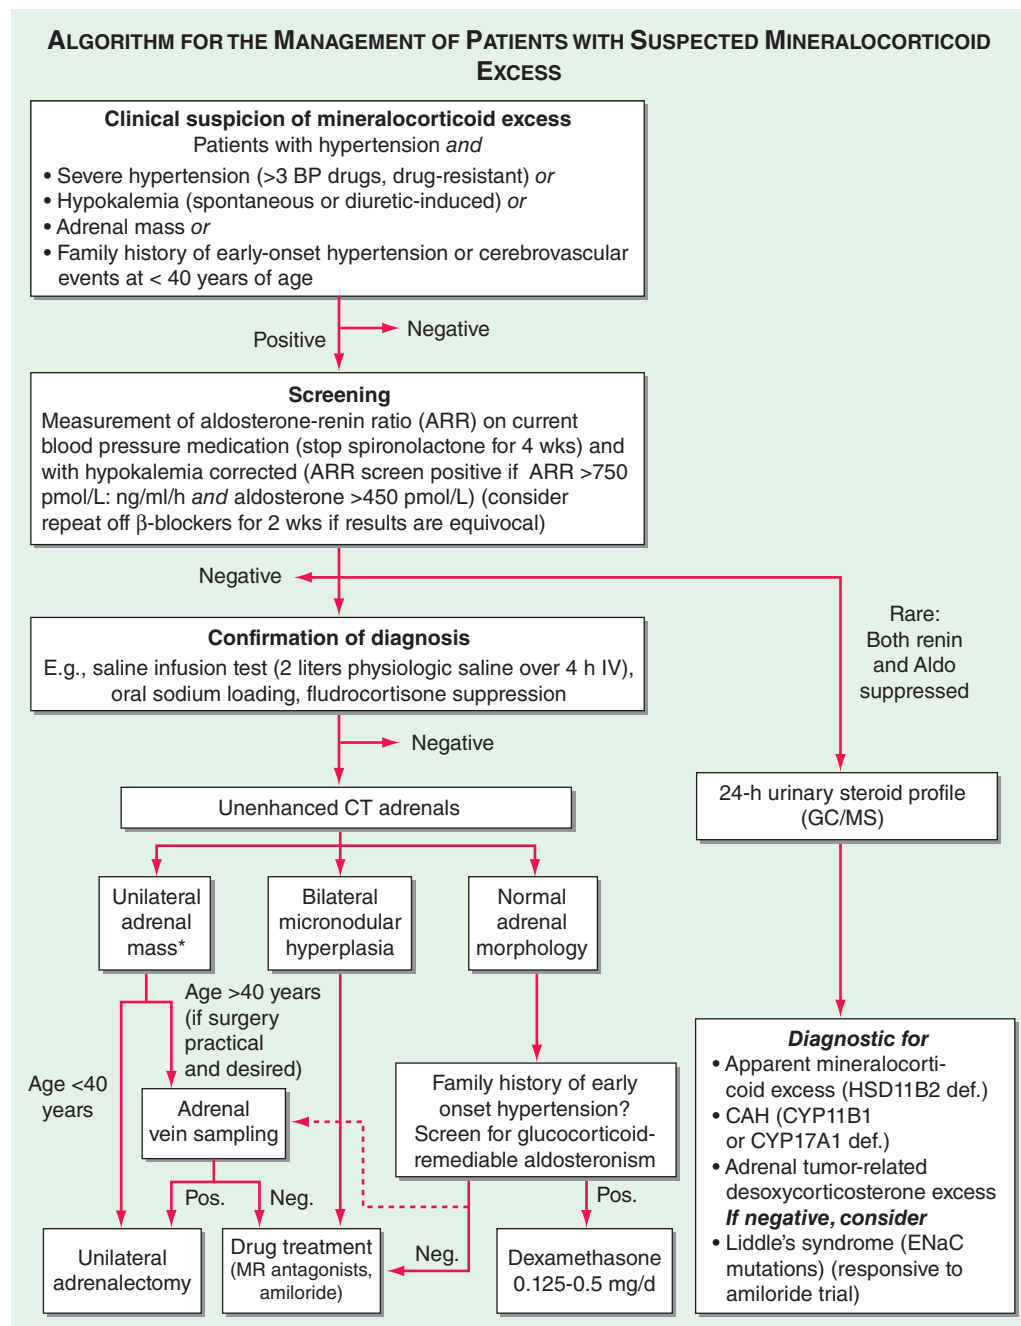 ALGORITHM FOR THE MANAGEMENT OF PATIENTS WITH SUSPECTED MINERALOCORTICOID
EXCESS
Clinical suspicion of mineralocorticoid excess
Patients with hypertension and
• Severe hypertension (>3 BP drugs, drug-resistant) or
• Hypokalemia (spontaneous or diuretic-induced) or
• Adrenal mass or
• Family history of early-onset hypertension or cerebrovascular
events at < 40 years of age
Positive
Negative
Screening
Measurement of aldosterone-renin ratio (ARR) on current
blood pressure medication (stop spironolactone for 4 wks) and
with hypokalemia corrected (ARR screen positive if ARR >750
pmol/L: ng/ml/h and aldosterone >450 pmol/L) (consider
repeat off β-blockers for 2 wks if results are equivocal)
Negative
Rare:
Both renin
and Aldo
suppressed
Confirmation of diagnosis
E.g., saline infusion test (2 liters physiologic saline over 4 h IV),
oral sodium loading, fludrocortisone suppression
Negative
Unenhanced CT adrenals
24-h urinary steroid profile
(GC/MS)
Unilateral
adrenal
mass*
Bilateral
micronodular
hyperplasia
Normal
adrenal
morphology
Age >40 years
(if surgery
practical
and desired)
Age <40
years
Adrenal
vein sampling
Family history of early
onset hypertension?
Screen for glucocorticoid-
remediable aldosteronism
Pos.
Neg.
Neg.
Pos.
Unilateral
adrenalectomy
Drug treatment
(MR antagonists,
amiloride)
Dexamethasone
0.125-0.5 mg/d
Diagnostic for
• Apparent mineralocorti-
coid excess (HSD11B2 def.)
• CAH (CYP11B1
or CYP17A1 def.)
• Adrenal tumor-related
desoxycorticosterone excess
If negative, consider
• Liddle's syndrome (ENaC
mutations) (responsive to
amiloride trial)